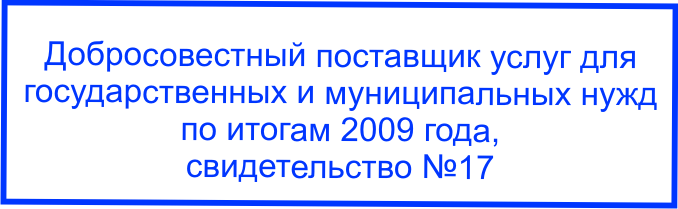 Добросовестный поставщик услуг для
государственных и муниципальных нужд
по итогам 2009 года,
свидетельство №17